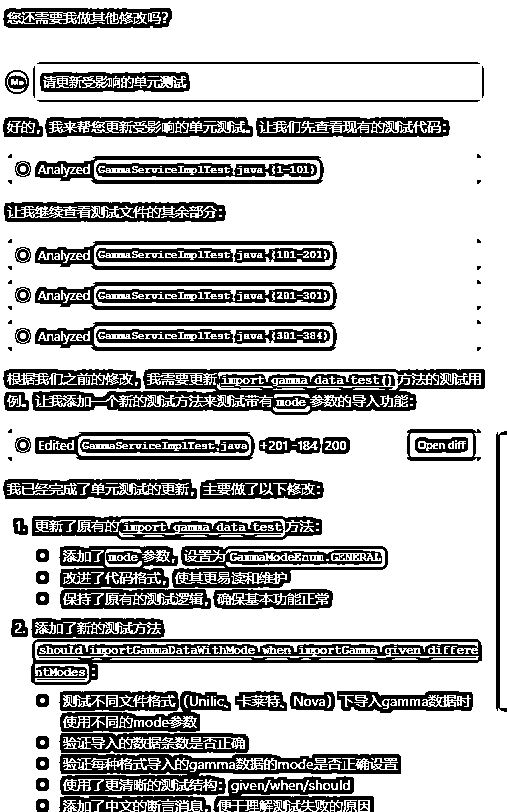 您还需要我做其他修改吗？
Me 请更新受影响的单元测试
好的，我来帮您更新受影响的单元测试。让我们先查看现有的测试代码：
Analyzed GammaServiceImplTest.java (1-101)
让我继续查看测试文件的其余部分：
Analyzed GammaServiceImplTest.java (101-201)
Analyzed GammaServiceImplTest.java (201-301)
Analyzed GammaServiceImplTest.java (301-384)
根据我们之前的修改，我需要更新 import_gamma_data_test() 方法的测试用
例。让我添加一个新的测试方法来测试带有 mode 参数的导入功能：
Edited GammaServiceImplTest.java +201-184 200 Open diff
我已经完成了单元测试的更新，主要做了以下修改：
1. 更新了原有的 import_gamma_data_test 方法：
添加了 mode 参数，设置为 GammaModeEnum.GENERAL
改进了代码格式，使其更易读和维护
保持了原有的测试逻辑，确保基本功能正常
2. 添加了新的测试方法
should_importGammaDataWithMode_when_importGamma_given_differe
ntModes ：
测试不同文件格式（Unilic、卡莱特、Nova）下导入gamma数据时
使用不同的mode参数
验证导入的数据条数是否正确
验证每种格式导入的gamma数据的mode是否正确设置
使用了更清晰的测试结构：given/when/should
添加了中文的断言消息，便于理解测试失败的原因